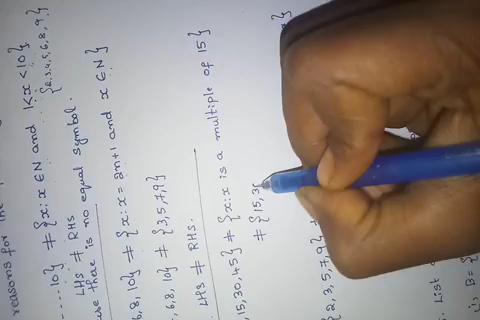 reasons for the
.....10} ≠ {x: x ∈ N and 1<x<10}
{2,3,4,5,6,8,9}
LHS ≠ RHS
use there is no equal symbol.
6,8,10} ≠ {x: x = 2n+1 and x ∈ N}
,6,8,10} ≠ {3,5,7,9}
LHS ≠ RHS.
,15,30,45} ≠ {x: x is a multiple of 15}
≠ {15,3
{2,3,5,7,9}
: List
B = {